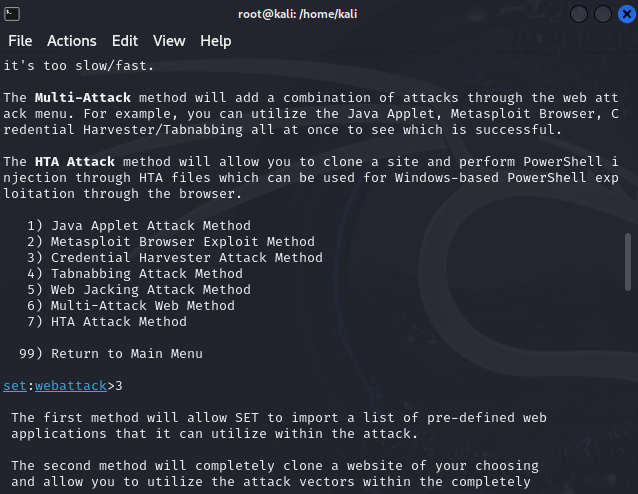 root@kali: /home/kali
File Actions Edit View Help
it's too slow/fast.
The Multi-Attack method will add a combination of attacks through the web att
ack menu. For example, you can utilize the Java Applet, Metasploit Browser, C
redential Harvester/Tabnabbing all at once to see which is successful.
The HTA Attack method will allow you to clone a site and perform PowerShell i
njection through HTA files which can be used for Windows-based PowerShell exp
loitation through the browser.
1) Java Applet Attack Method
2) Metasploit Browser Exploit Method
3) Credential Harvester Attack Method
4) Tabnabbing Attack Method
5) Web Jacking Attack Method
6) Multi-Attack Web Method
7) HTA Attack Method
99) Return to Main Menu
set:webattack>3
The first method will allow SET to import a list of pre-defined web
applications that it can utilize within the attack.
The second method will completely clone a website of your choosing
and allow you to utilize the attack vectors within the completely